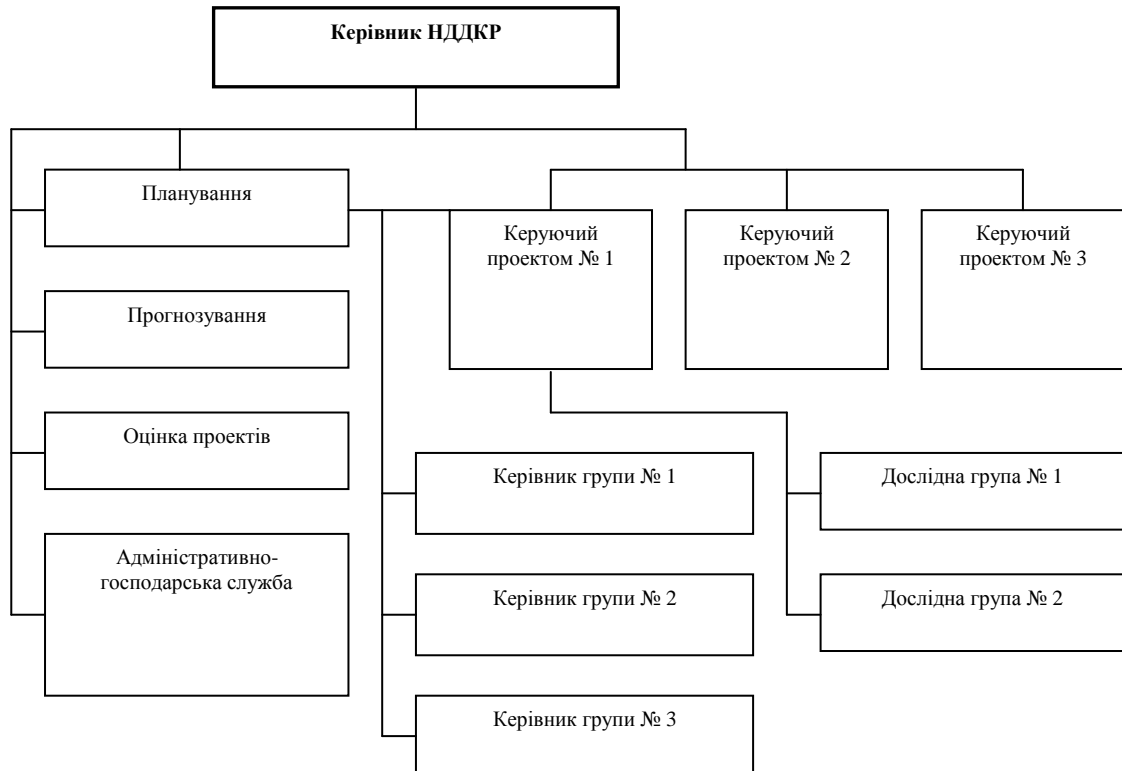 Керівник НДДКР
Планування
Керуючий
проектом № 1
Керуючий
проектом № 2
Керуючий
проектом № 3
Прогнозування
Оцінка проектів
Керівник групи № 1
Дослідна група № 1
Адміністративно-
господарська служба
Керівник групи № 2
Дослідна група № 2
Керівник групи № 3